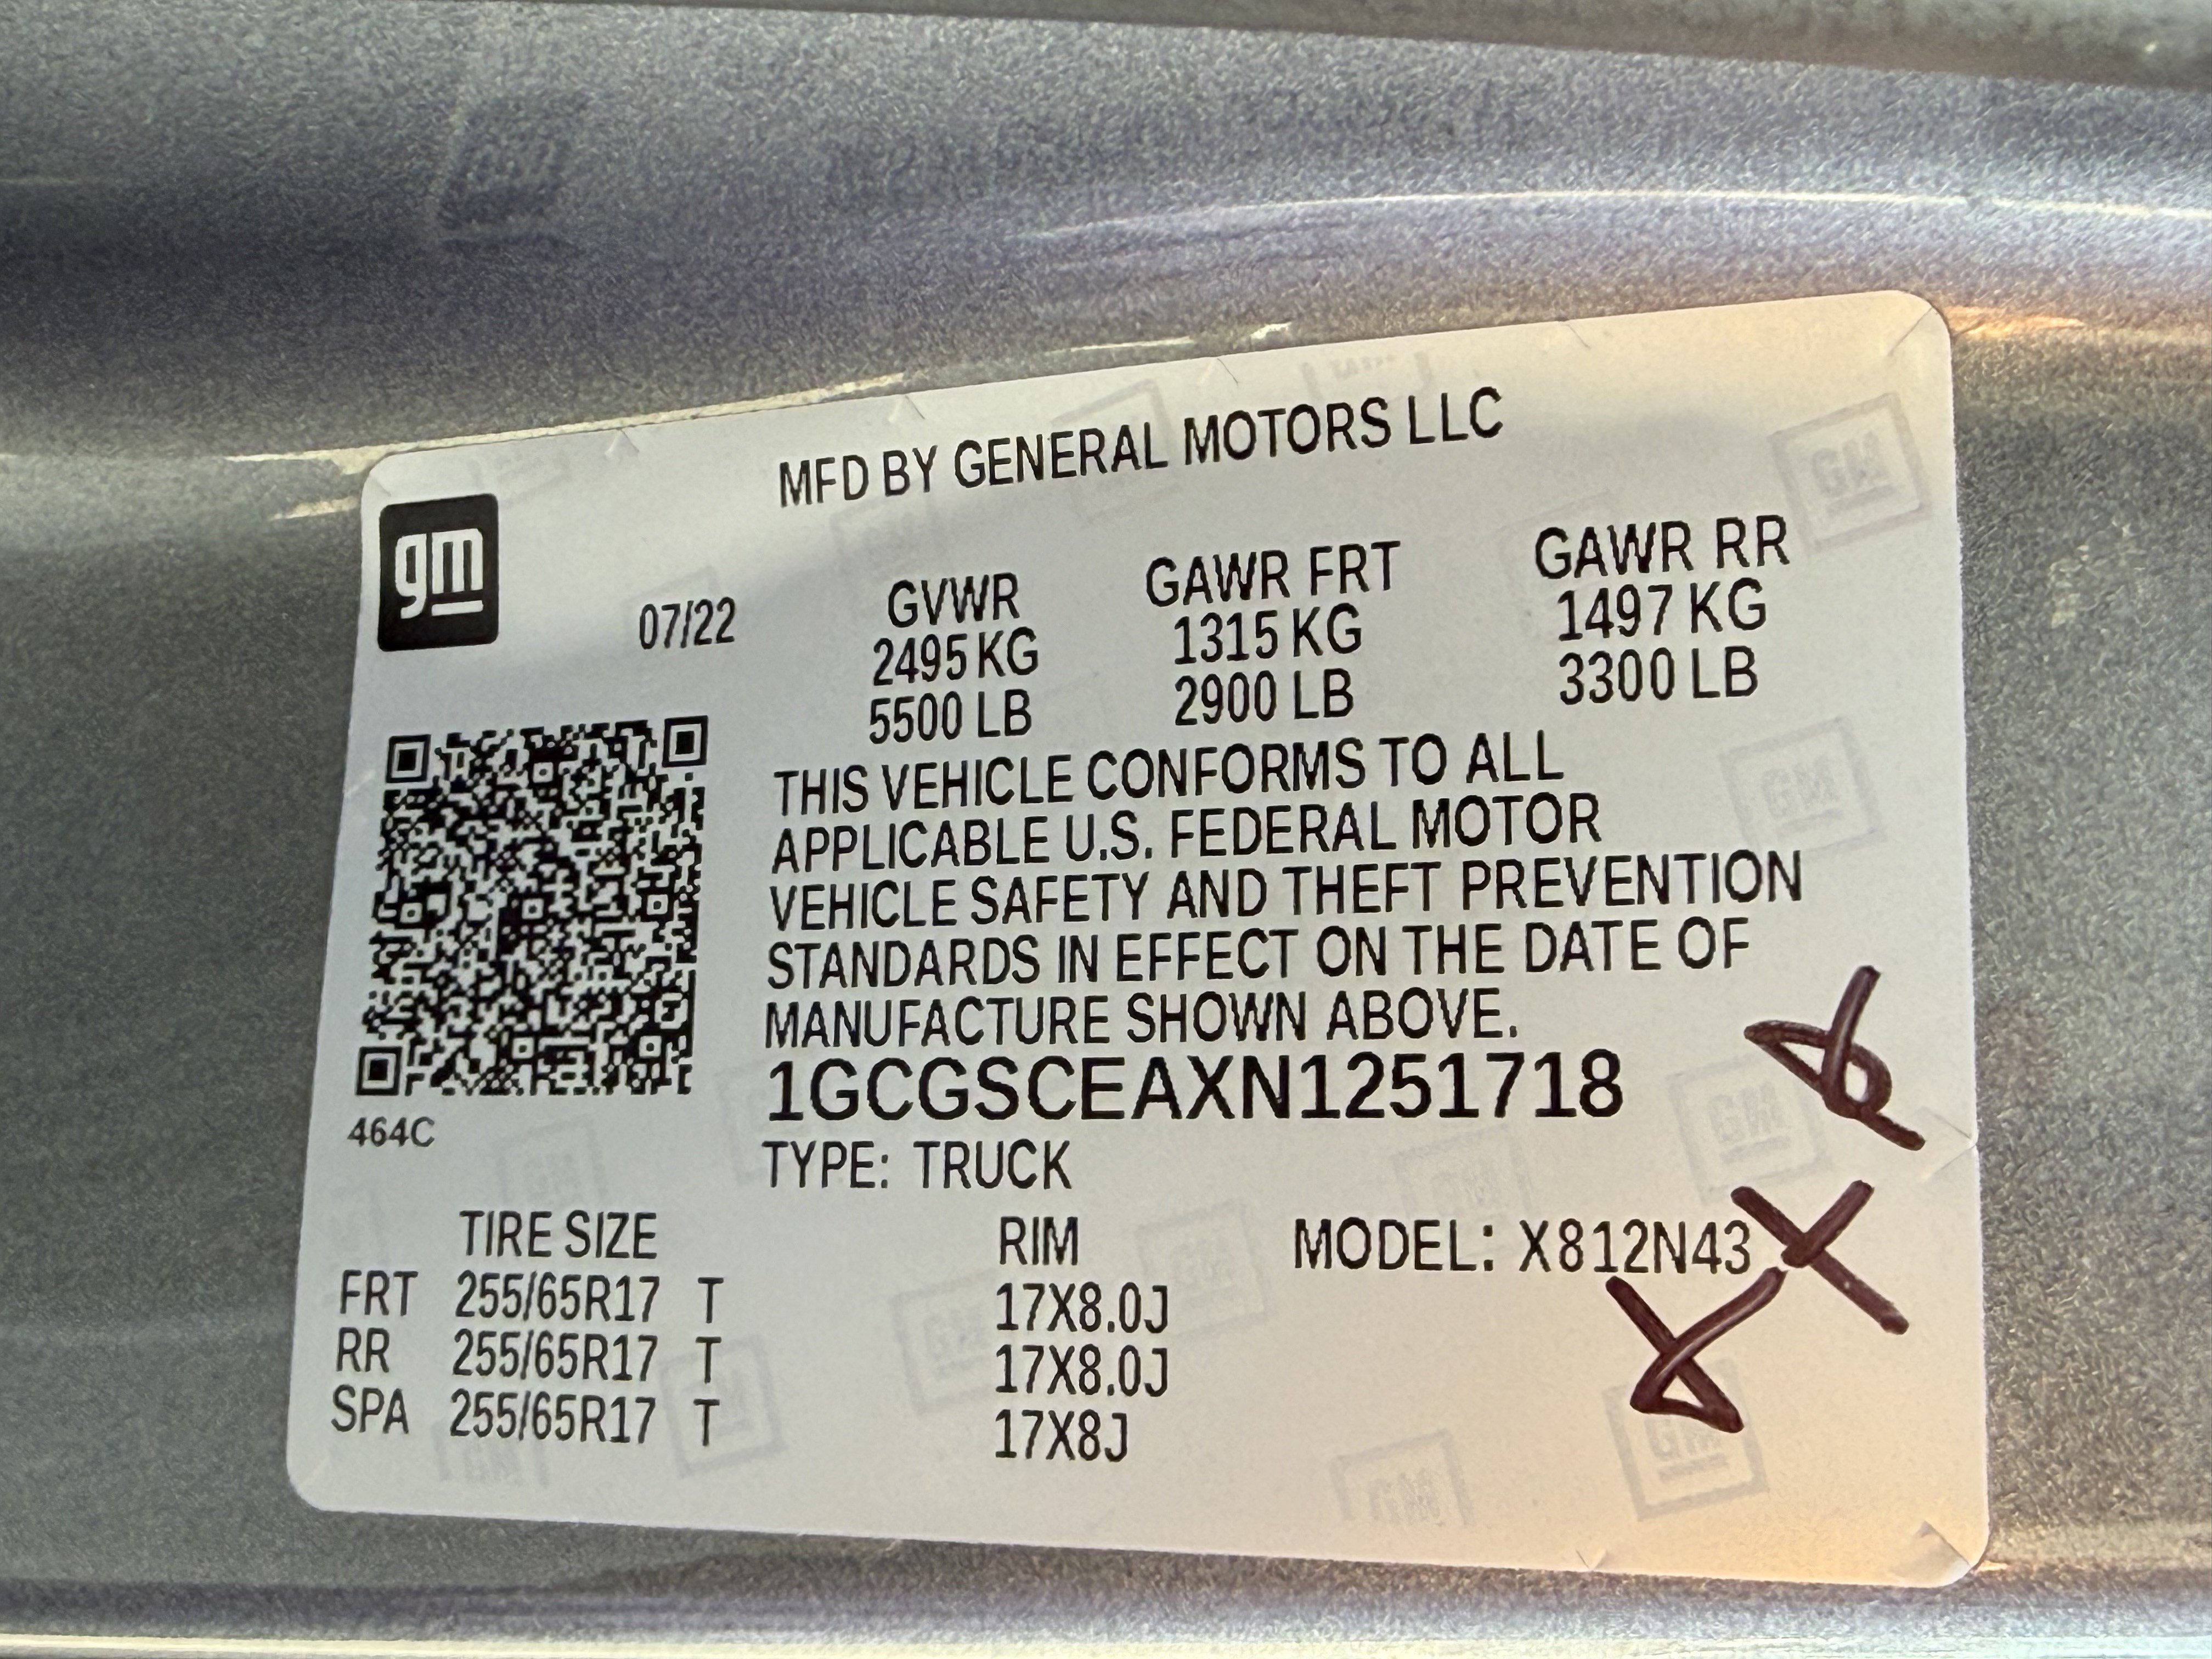 MFD BY GENERAL MOTORS LLC
gm
07/22
GVWR GAWR FRT GAWR RR
2495 KG 1315 KG 1497 KG
5500 LB 2900 LB 3300 LB
THIS VEHICLE CONFORMS TO ALL
APPLICABLE U.S. FEDERAL MOTOR
VEHICLE SAFETY AND THEFT PREVENTION
STANDARDS IN EFFECT ON THE DATE OF
MANUFACTURE SHOWN ABOVE.
1GCGSCEAXN1251718
464C
TYPE: TRUCK
TIRE SIZE RIM MODEL: X812N43
FRT 255/65R17 T 17X8.0J
RR 255/65R17 T 17X8.0J
SPA 255/65R17 T 17X8J